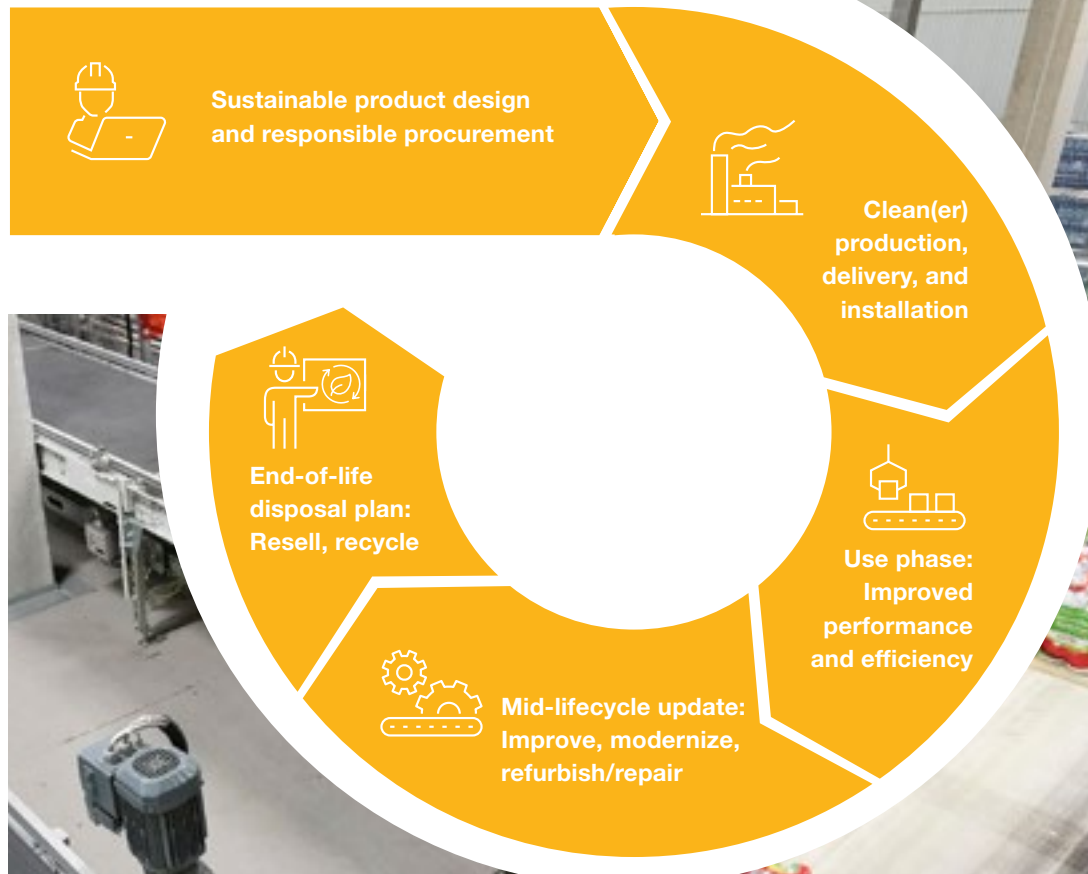 Sustainable product design
and responsible procurement
Clean(er)
production,
delivery, and
installation
Use phase:
Improved
performance
and efficiency
Mid-lifecycle update:
Improve, modernize,
refurbish/repair
End-of-life
disposal plan:
Resell, recycle